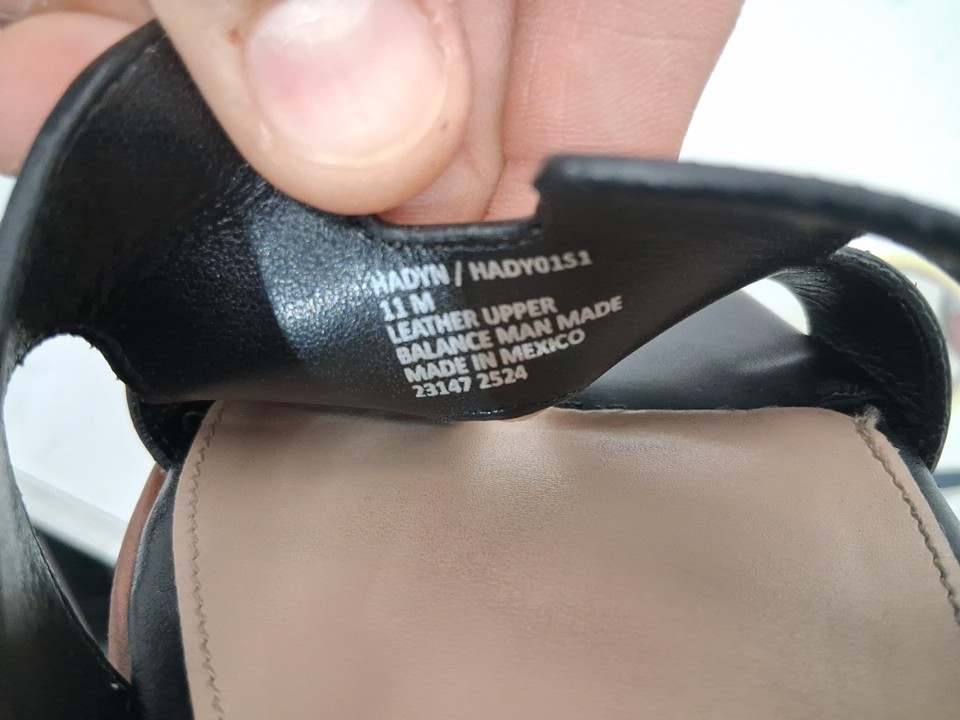 HADYN / HADY01S1
11 M
LEATHER UPPER
BALANCE MAN MADE
MADE IN MEXICO
23147 2524